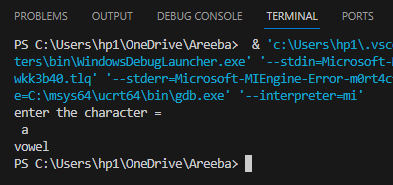 PROBLEMS OUTPUT DEBUG CONSOLE TERMINAL PORTS
PS C:\Users\hp1\OneDrive\Areeba> & 'c:\Users\hp1\.vsc
ters\bin\WindowsDebugLauncher.exe' '--stdin=Microsoft-
wkk3b40.tlq' '--stderr=Microsoft-MIEngine-Error-m0rt4c
e=C:\msys64\ucrt64\bin\gdb.exe' '--interpreter=mi'
enter the character =
a
vowel
PS C:\Users\hp1\OneDrive\Areeba>